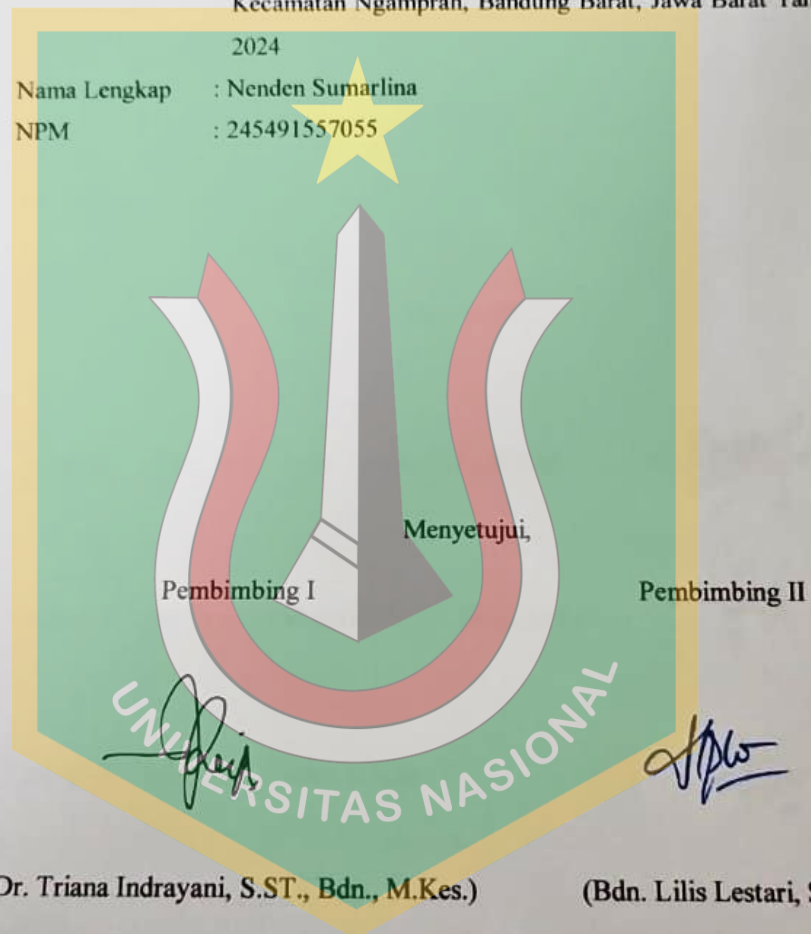 Kecamatan Ngamprah, Bandung Barat, Jawa Barat
2024
Nama Lengkap : Nenden Sumarlina
NPM : 245491557055
Menyetujui,
Pembimbing I Pembimbing II
UNIVERSITAS NASIONAL
Dr. Triana Indrayani, S.ST., Bdn., M.Kes.) (Bdn. Lilis Lestari,